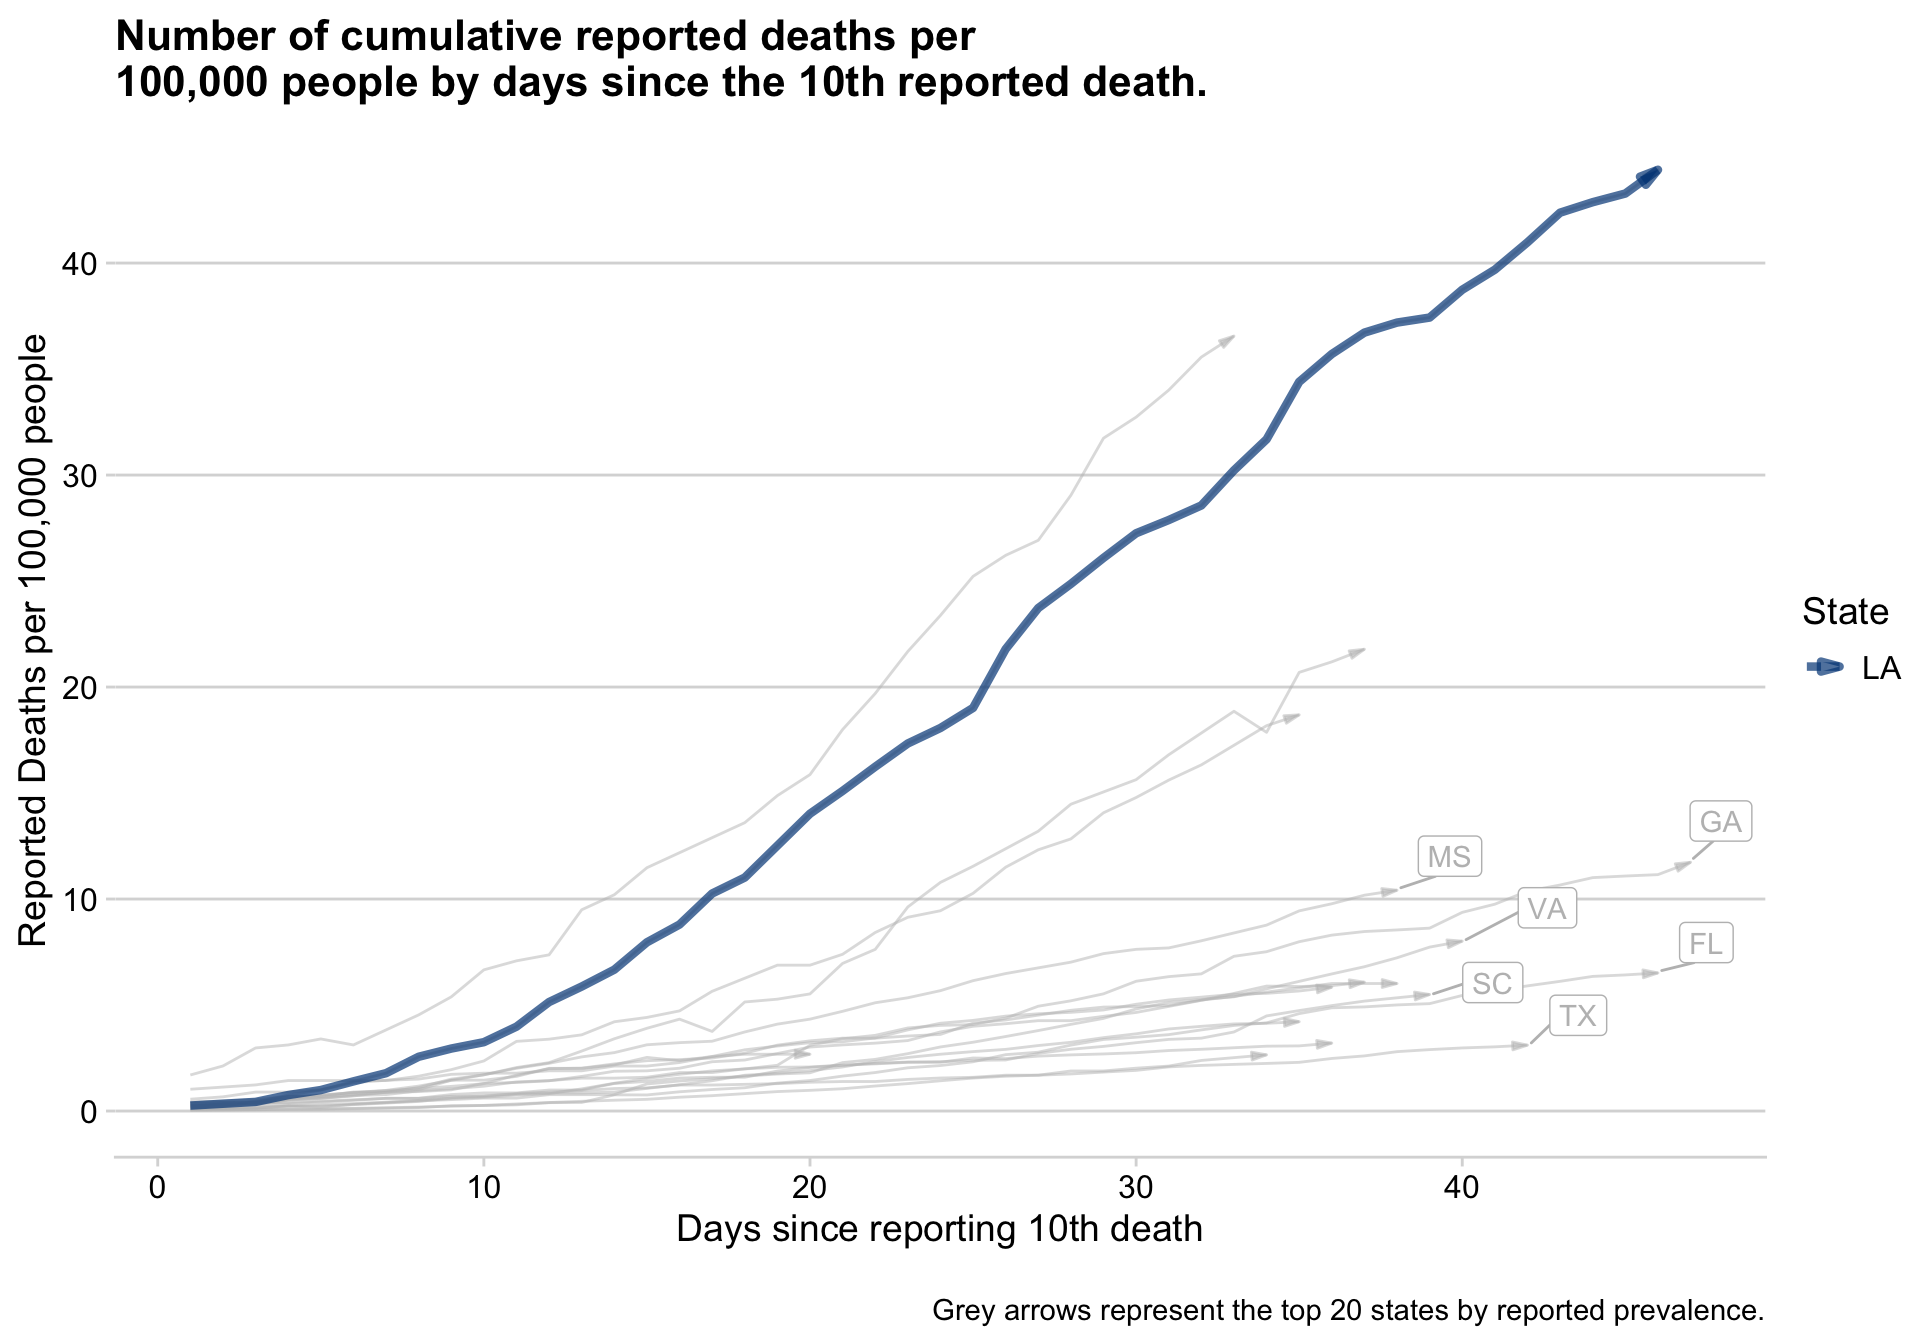 Number of cumulative reported deaths per
100,000 people by days since the 10th reported death.
Reported Deaths per 100,000 people
40
30
20
10
0
GA
MS
VA
FL
SC
TX
State
LA
0
10
20
30
40
Days since reporting 10th death
Grey arrows represent the top 20 states by reported prevalence.